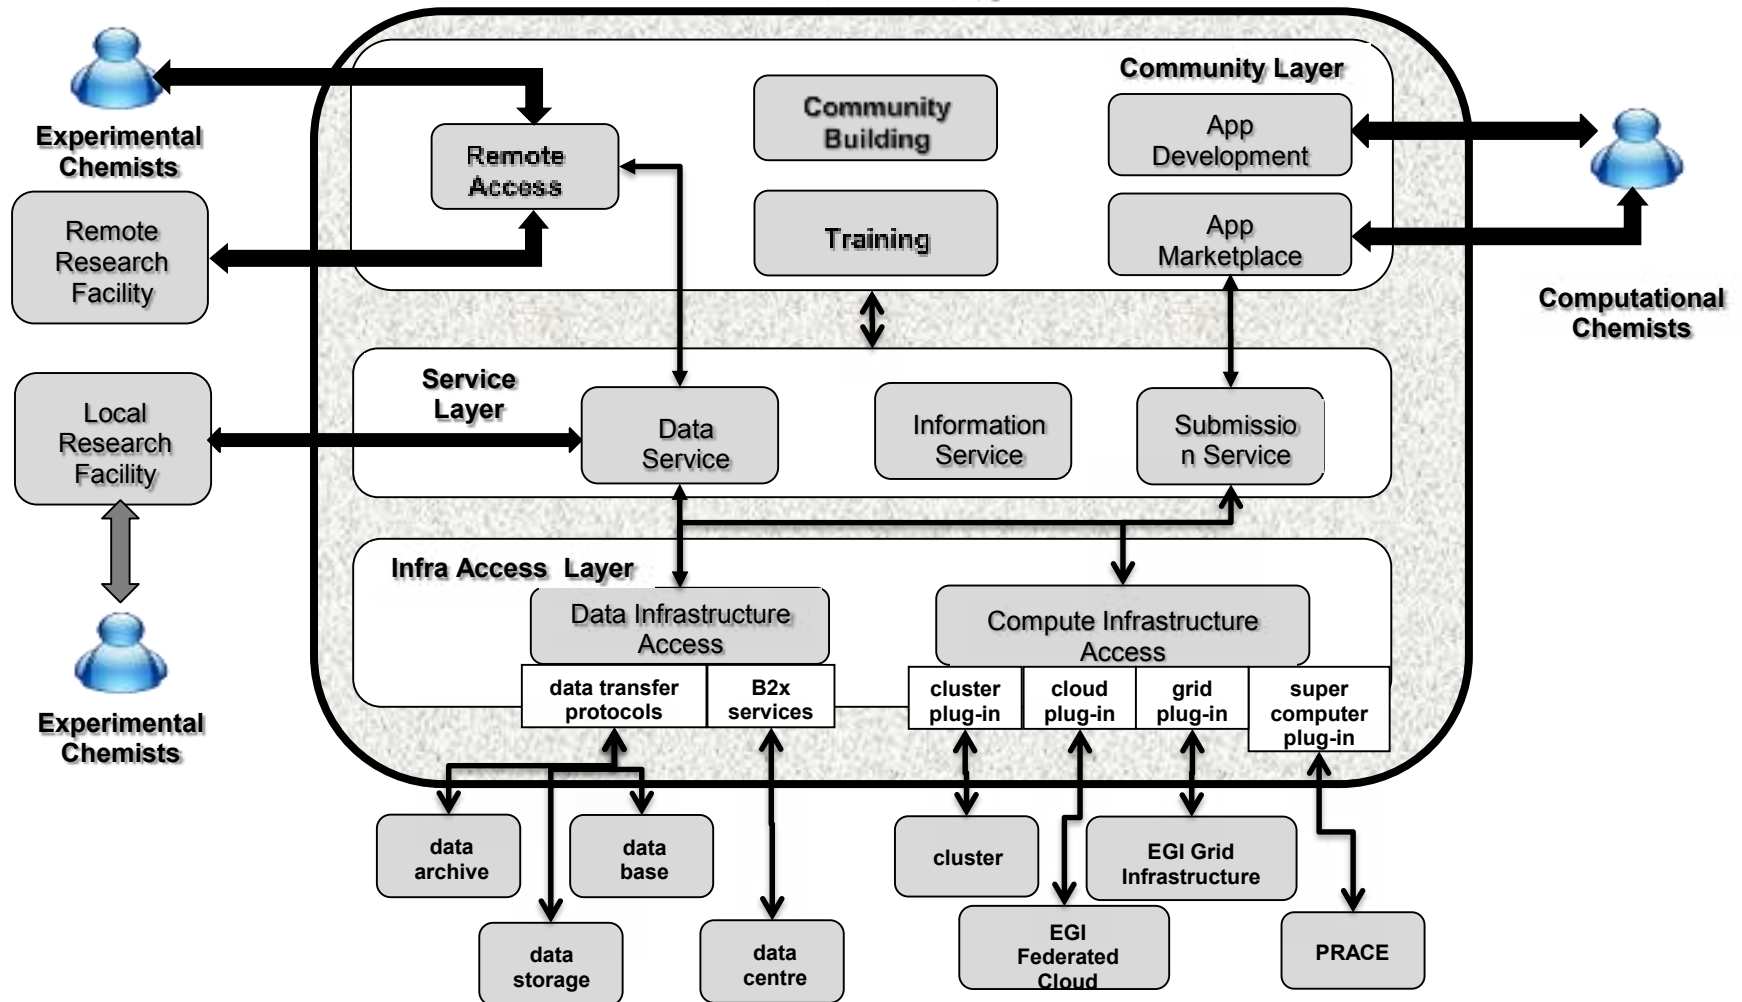 Community Layer
Experimental
Chemists
Community
Building
App
Development
Remote
Access
Remote
Research
Facility
Training
App
Marketplace
Computational
Chemists
Service
Layer
Local
Research
Facility
Data
Service
Information
Service
Submissio
n Service
Infra Access Layer
Data Infrastructure
Access
Compute Infrastructure
Access
data transfer
protocols
B2x
services
cluster
plug-in
cloud
plug-in
grid
plug-in
super
computer
plug-in
Experimental
Chemists
data
archive
data
base
cluster
EGI Grid
Infrastructure
data
storage
data
centre
EGI
Federated
Cloud
PRACE